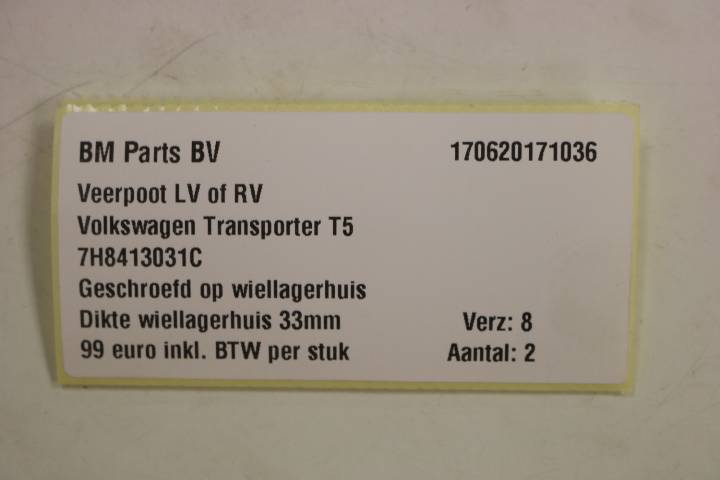 BM Parts BV 170620171036
Veerpoot LV of RV
Volkswagen Transporter T5
7H8413031C
Geschroefd op wiellagerhuis
Dikte wiellagerhuis 33mm Verz: 8
99 euro inkl. BTW per stuk Aantal: 2